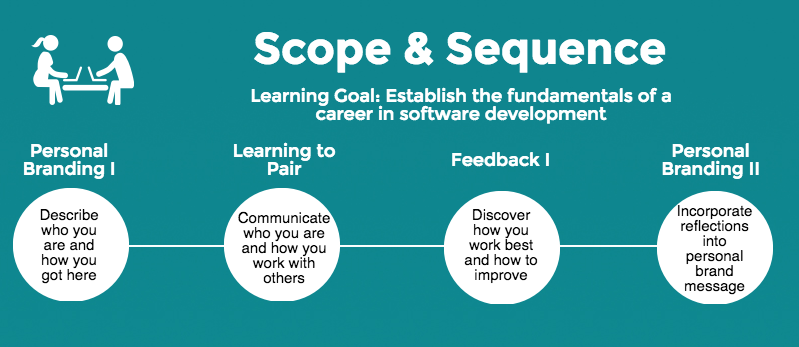 Scope & Sequence
Learning Goal: Establish the fundamentals of a
career in software development
Personal
Branding I
Describe
who you
are and
how you
got here
Learning to
Pair
Communicate
who you are
and how you
work with
others
Feedback I
Discover
how you
work best
and how to
improve
Personal
Branding II
Incorporate
reflections
into
personal
brand
message